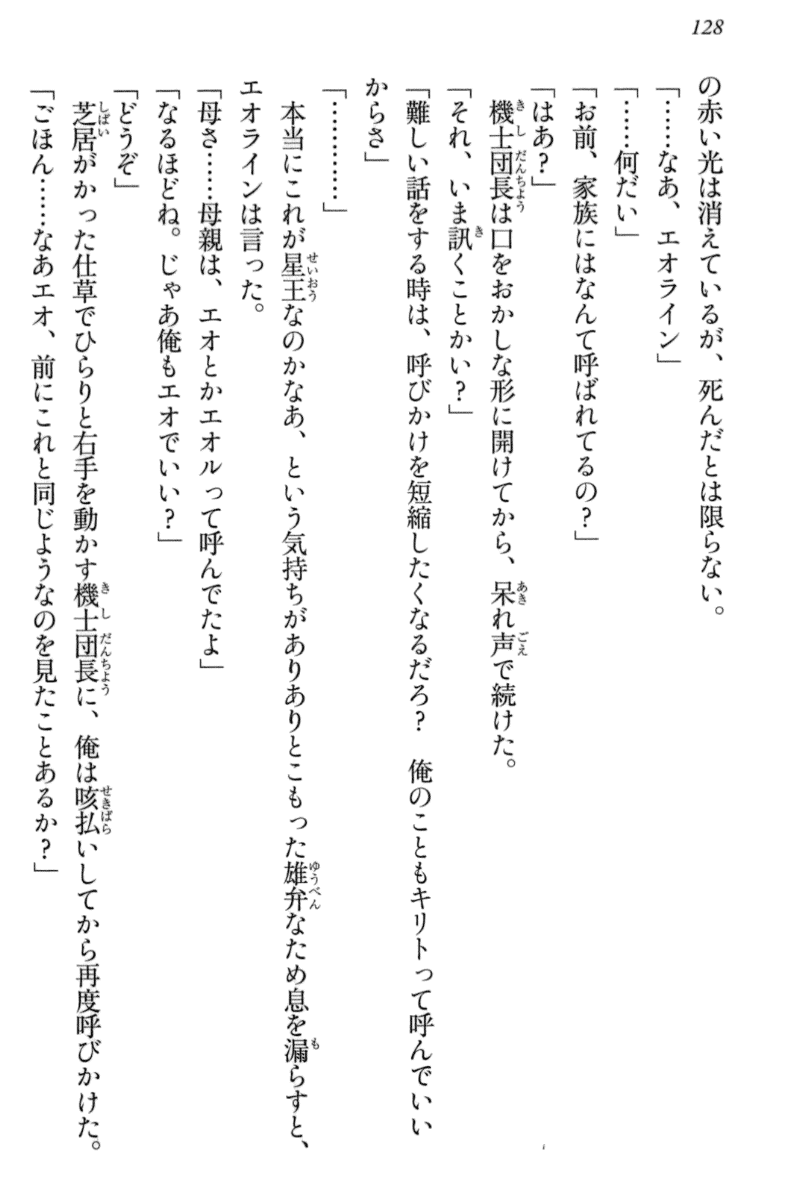 128
の赤い光は消えているが、死んだとは限らない。
「……なあ、エオライン」
「……何だい」
「お前、家族にはなんて呼ばれてるの？」
「はあ？」
機士団長は口をおかしな形に開けてから、呆れ声で続けた。
「それ、いま訊くことかい？」
「難しい話をする時は、呼びかけを短縮したくなるだろ？　俺のこともキリトって呼んでいい
からさ」
「…………」
本当にこれが星王なのかなあ、という気持ちがありありとこもった雄弁なため息を漏らすと、
エオラインは言った。
「母さ……母親は、エオとかエオルって呼んでたよ」
「なるほどね。じゃあ俺もエオでいい？」
「どうぞ」
芝居がかった仕草でひらりと右手を動かす機士団長に、俺は咳払いしてから再度呼びかけた。
「ごほん……なあエオ、前にこれと同じようなのを見たことあるか？」